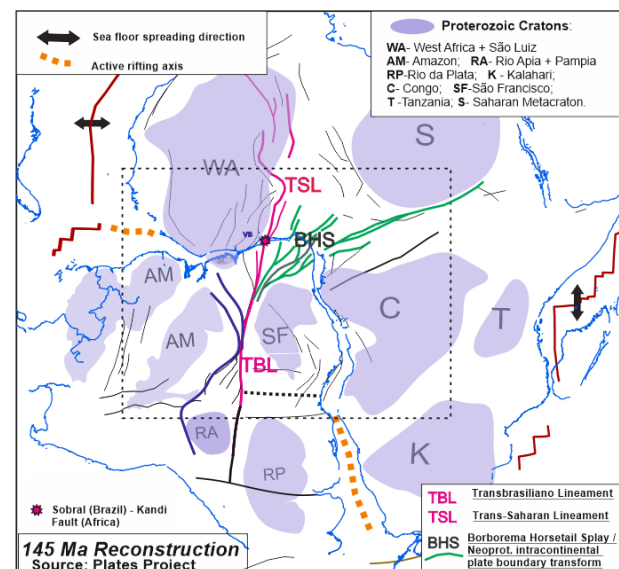 Sea floor spreading direction
Active rifting axis
Proterozoic Cratons:
WA- West Africa + São Luiz
AM- Amazon; RA- Rio Apia + Pampia
RP-Rio da Plata; K - Kalahari;
C- Congo; SF-São Francisco;
T -Tanzania; S- Saharan Metacraton.
S
WA
TSL
BHS
AM
AM
SF
C
T
TBL
RA
RP
K
Sobral (Brazil) - Kandi
Fault (Africa)
145 Ma Reconstruction
Source: Plates Project
TBL Transbrasiliano Lineament
TSL Trans-Saharan Lineament
BHS Borborema Horsetail Splay /
Neoprot. intracontinental
plate boundary transform